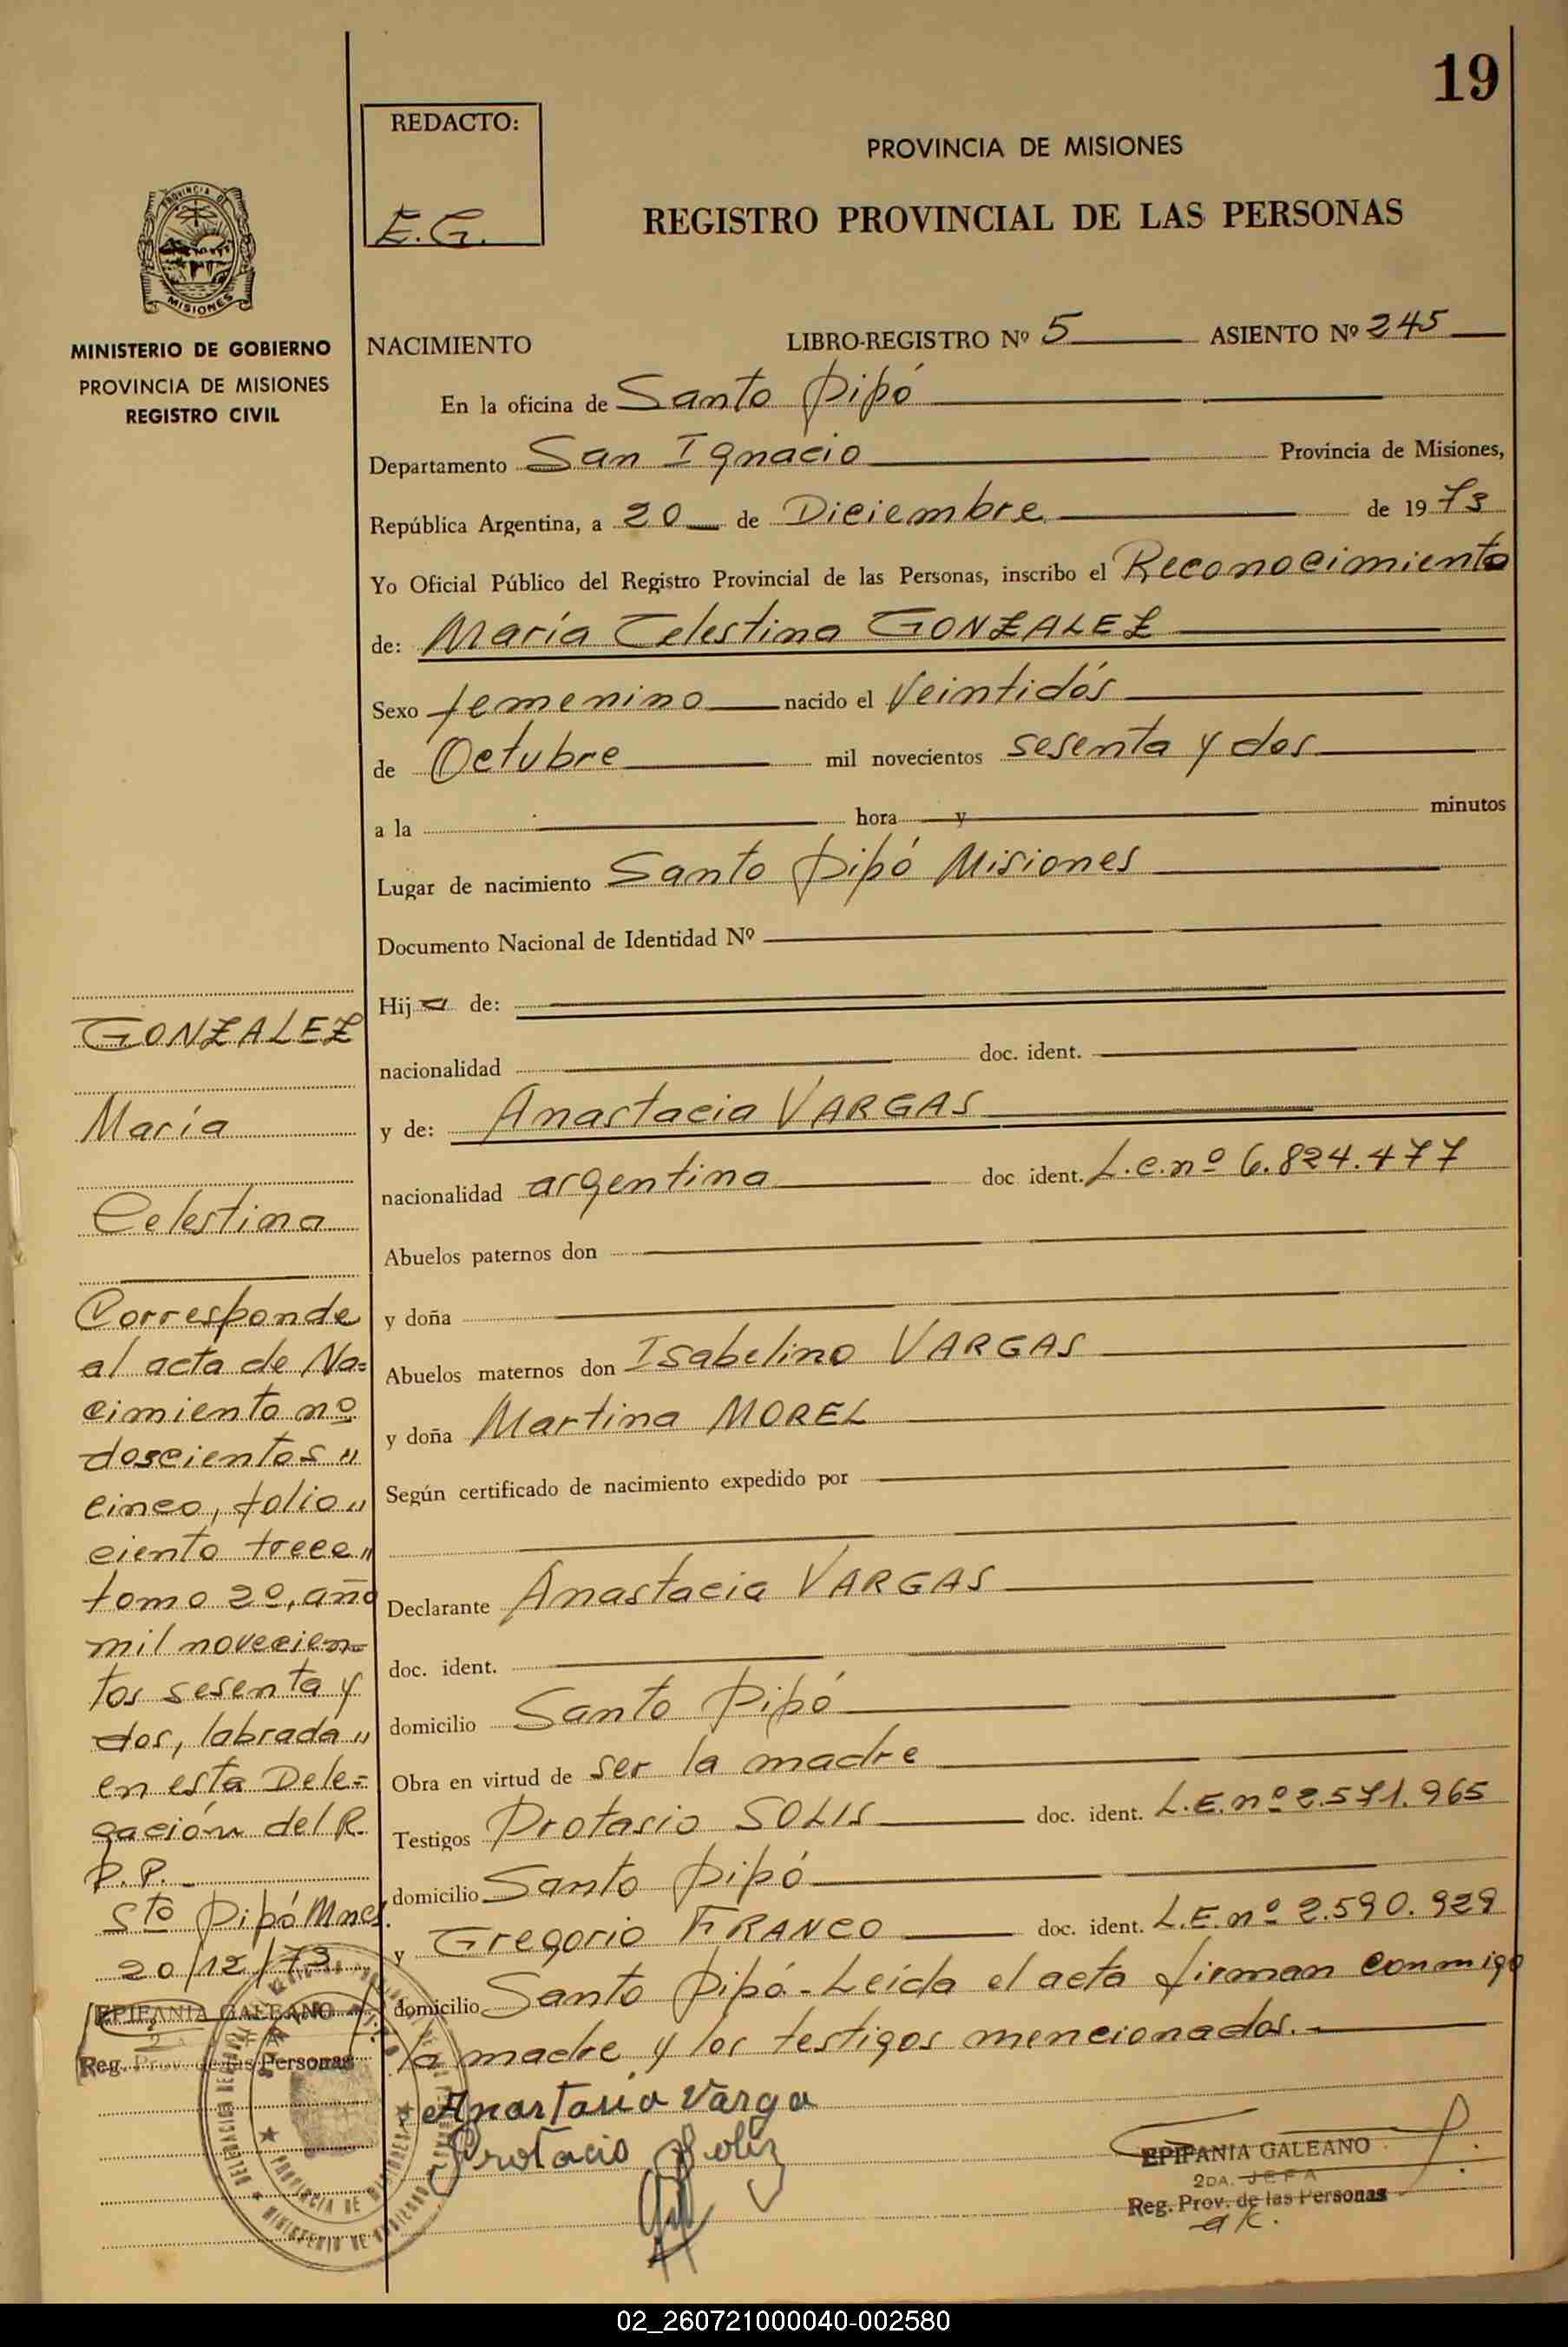 19
REDACTO:
E.G.
PROVINCIA DE MISIONES
REGISTRO PROVINCIAL DE LAS PERSONAS
PROVINCIA DE
MISIONES
MINISTERIO DE GOBIERNO
PROVINCIA DE MISIONES
REGISTRO CIVIL
NACIMIENTO LIBRO-REGISTRO Nº 5 ASIENTO Nº 245
En la oficina de Santo Pipó
Departamento San Ignacio Provincia de Misiones,
República Argentina, a 20 de Diciembre de 1973
Yo Oficial Público del Registro Provincial de las Personas, inscribo el Reconocimiento
de: María Celestina GONZALEZ
Sexo femenino nacido el Veintidós
de Octubre mil novecientos sesenta y dos
a la hora y minutos
Lugar de nacimiento Santo Pipó Misiones
Documento Nacional de Identidad Nº
Hija de:
nacionalidad doc. ident.
y de: Anastacia VARGAS
nacionalidad argentina doc ident. L.C.nº 6.824.477
Abuelos paternos don
y doña
Abuelos maternos don Isabelino VARGAS
y doña Martina MOREL
Según certificado de nacimiento expedido por
Declarante Anastacia VARGAS
doc. ident.
domicilio Santo Pipó
Obra en virtud de ser la madre
Testigos Protasio SOLIS doc. ident. L.E.nº 2.571.965
domicilio Santo Pipó
y Gregorio FRANCO doc. ident. L.E.nº 2.590.929
domicilio Santo Pipó - Leída el acta firman conmigo
la madre y los testigos mencionados.-
Anastacia Varga
Protacio Soliz
EPIFANIA GALEANO
2DA. JEFA
Reg. Prov. de las Personas
a/c.
GONZALEZ
María
Celestina
Corresponde
al acta de Na=
cimiento nº
doscientos "
cinco, folio "
ciento trece "
tomo 2º, año
mil novecien=
tos sesenta y
dos, labrada "
en esta Dele=
gación del R.
P.P. -
Sto Pipó Mnes.
20/12/73
EPIFANIA GALEANO
Reg. Prov. de las Personas
PROVINCIA DE MISIONES
MINISTERIO DE GOBIERNO
02_260721000040-002580